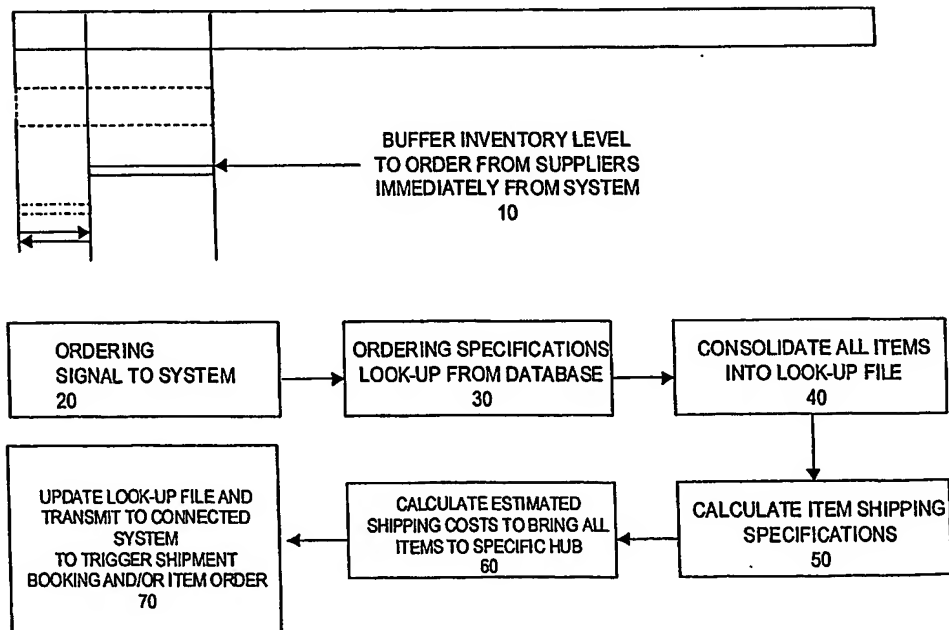 BUFFER INVENTORY LEVEL
TO ORDER FROM SUPPLIERS
IMMEDIATELY FROM SYSTEM
10
ORDERING
SIGNAL TO SYSTEM
20
ORDERING SPECIFICATIONS
LOOK-UP FROM DATABASE
30
CONSOLIDATE ALL ITEMS
INTO LOOK-UP FILE
40
UPDATE LOOK-UP FILE AND
TRANSMIT TO CONNECTED
SYSTEM
TO TRIGGER SHIPMENT
BOOKING AND/OR ITEM ORDER
70
CALCULATE ESTIMATED
SHIPPING COSTS TO BRING ALL
ITEMS TO SPECIFIC HUB
60
CALCULATE ITEM SHIPPING
SPECIFICATIONS
50